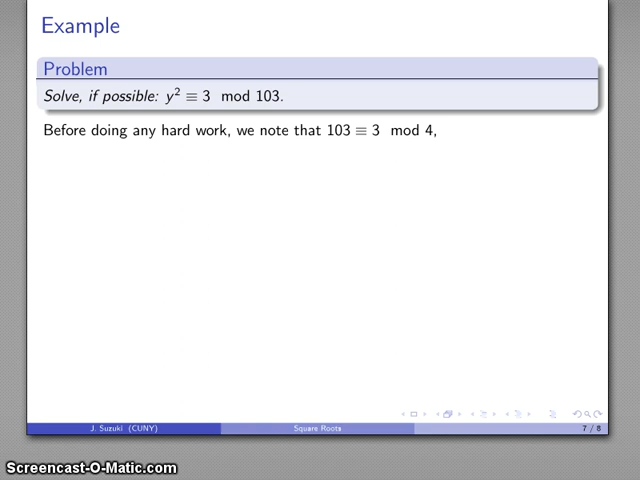 Example
Problem
Solve, if possible: y² ≡ 3 mod 103.
Before doing any hard work, we note that 103 ≡ 3 mod 4,
J. Suzuki (CUNY) Square Roots 7 / 8
Screencast-O-Matic.com